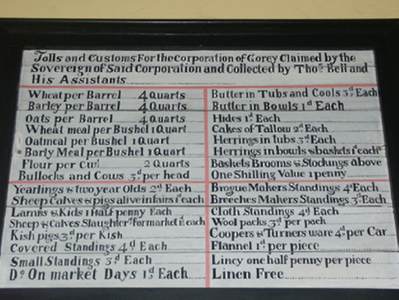 Tolls and Customs For the Corporation of Gorey Claimed by the
Sovereign of Said Corporation and Collected by Thos Bell and
His Assistants
Wheat per Barrel 4 Quarts
Barley per Barrel 4 Quarts
Oats per Barrel 4 Quarts
Wheat meal per Bushel 1 Quart
Oatmeal per Bushel 1 Quart
Barly Meal per Bushel 1 Quart
Flour per Cwt 2 Quarts
Bullocks and Cows 3d per head
Yearlings & two year Olds 2d Each
Sheep Calves & pigs alive in fairs 1d each
Lambs & Kids 1 Half penny Each
Sheep & Calves Slaughterd for market 1d each
Kish pigs 3d per Kish
Covered Standings 4d Each
Small Standings 3d Each
Do On market Days 1d Each
Butter in Tubs and Cools 3d Each
Butter in Bowls 1d Each
Hides 1d Each
Cakes of Tallow 2d Each
Herrings in Tubs 3d Each
Herrings in bowls & baskets 1d each
Baskets Brooms & Stockings above
One Shilling Value 1 penny
Brogue Makers Standings 4d Each
Breeches Makers Standings 3d Each
Cloth Standings 4d Each
Wool packs 3d per pack
Coopers & Turners ware 4d per Car
Flannel 1d per piece
Lincy one half penny per piece
Linen Free